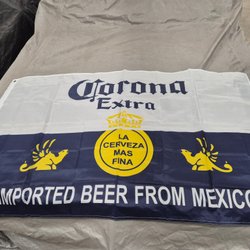 Corona
Extra
LA
CERVEZA
MAS
FINA
IMPORTED BEER FROM MEXICO